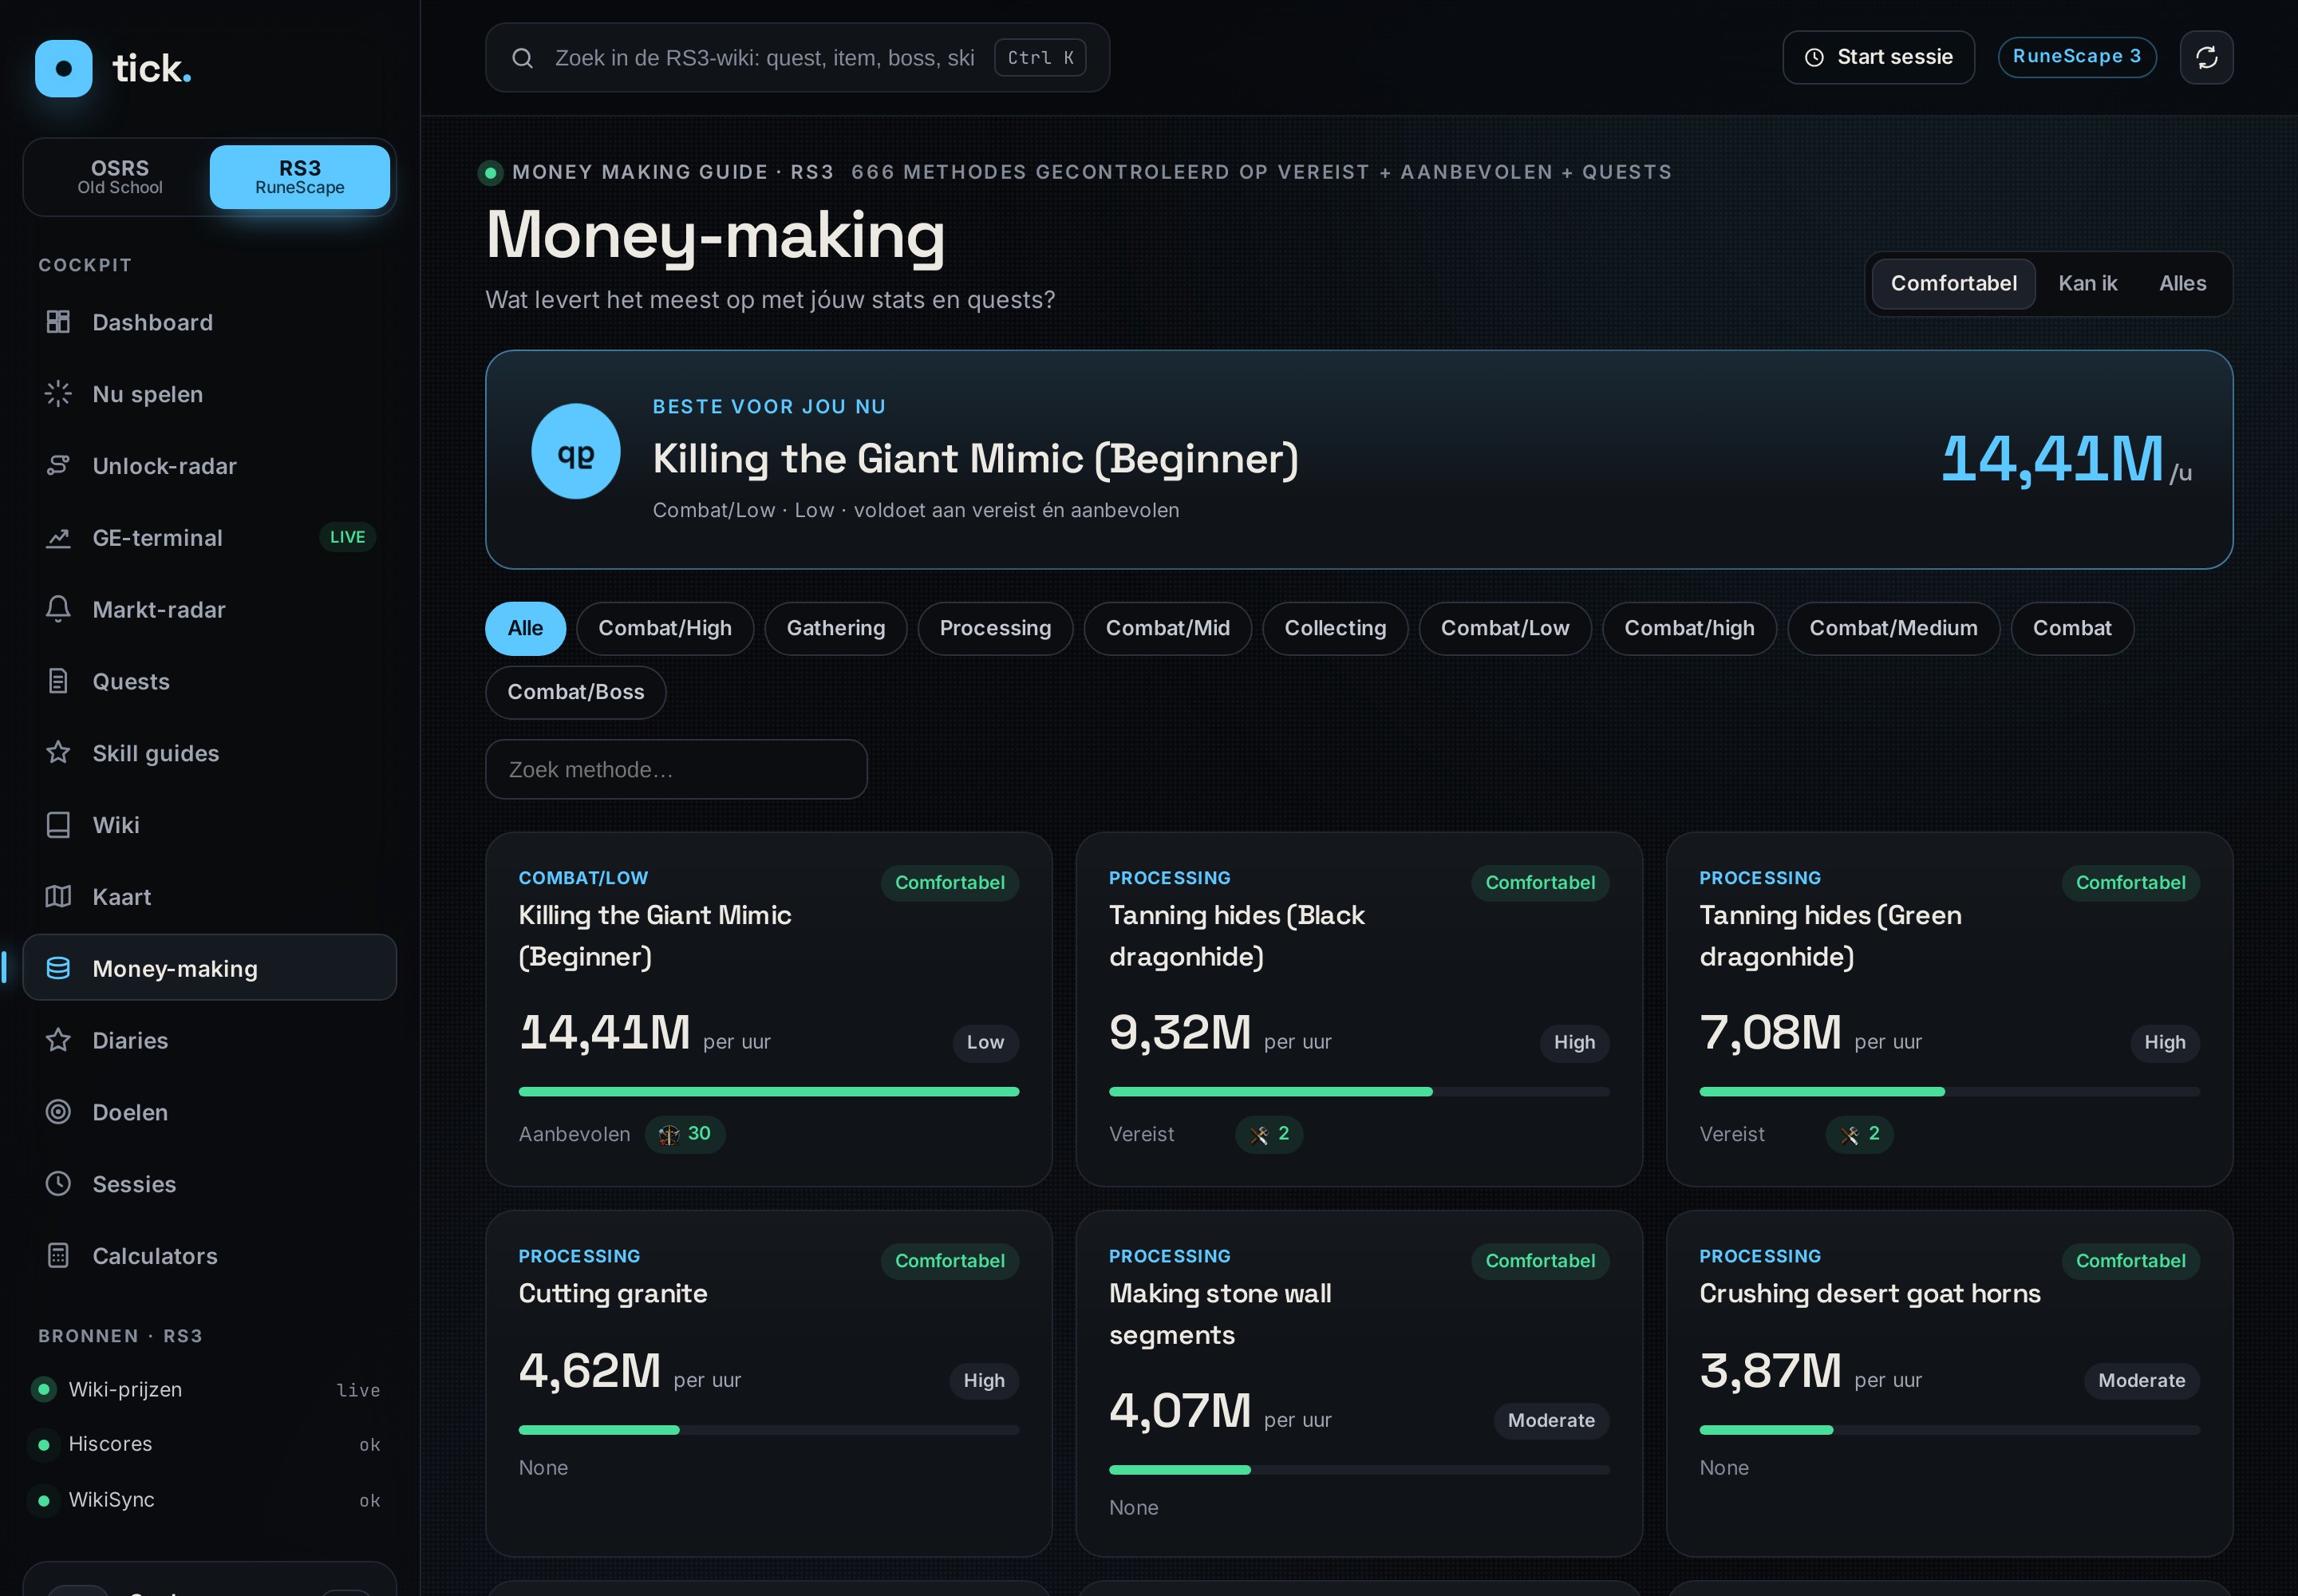 tick.
Zoek in de RS3-wiki: quest, item, boss, ski
Ctrl K
Start sessie
RuneScape 3
OSRS
Old School
RS3
RuneScape
COCKPIT
Dashboard
Nu spelen
Unlock-radar
GE-terminal
LIVE
Markt-radar
Quests
Skill guides
Wiki
Kaart
Money-making
Diaries
Doelen
Sessies
Calculators
BRONNEN · RS3
Wiki-prijzen live
Hiscores ok
WikiSync ok
MONEY MAKING GUIDE · RS3 666 METHODES GECONTROLEERD OP VEREIST + AANBEVOLEN + QUESTS
Money-making
Wat levert het meest op met jóuw stats en quests?
Comfortabel Kan ik Alles
BESTE VOOR JOU NU
Killing the Giant Mimic (Beginner)
Combat/Low · Low · voldoet aan vereist én aanbevolen
14,41M/u
Alle Combat/High Gathering Processing Combat/Mid Collecting Combat/Low Combat/high Combat/Medium Combat
Combat/Boss
Zoek methode…
COMBAT/LOW
Comfortabel
Killing the Giant Mimic
(Beginner)
14,41M per uur
Low
Aanbevolen 30
PROCESSING
Comfortabel
Tanning hides (Black
dragonhide)
9,32M per uur
High
Vereist 2
PROCESSING
Comfortabel
Tanning hides (Green
dragonhide)
7,08M per uur
High
Vereist 2
PROCESSING
Comfortabel
Cutting granite
4,62M per uur
High
None
PROCESSING
Comfortabel
Making stone wall
segments
4,07M per uur
Moderate
None
PROCESSING
Comfortabel
Crushing desert goat horns
3,87M per uur
Moderate
None